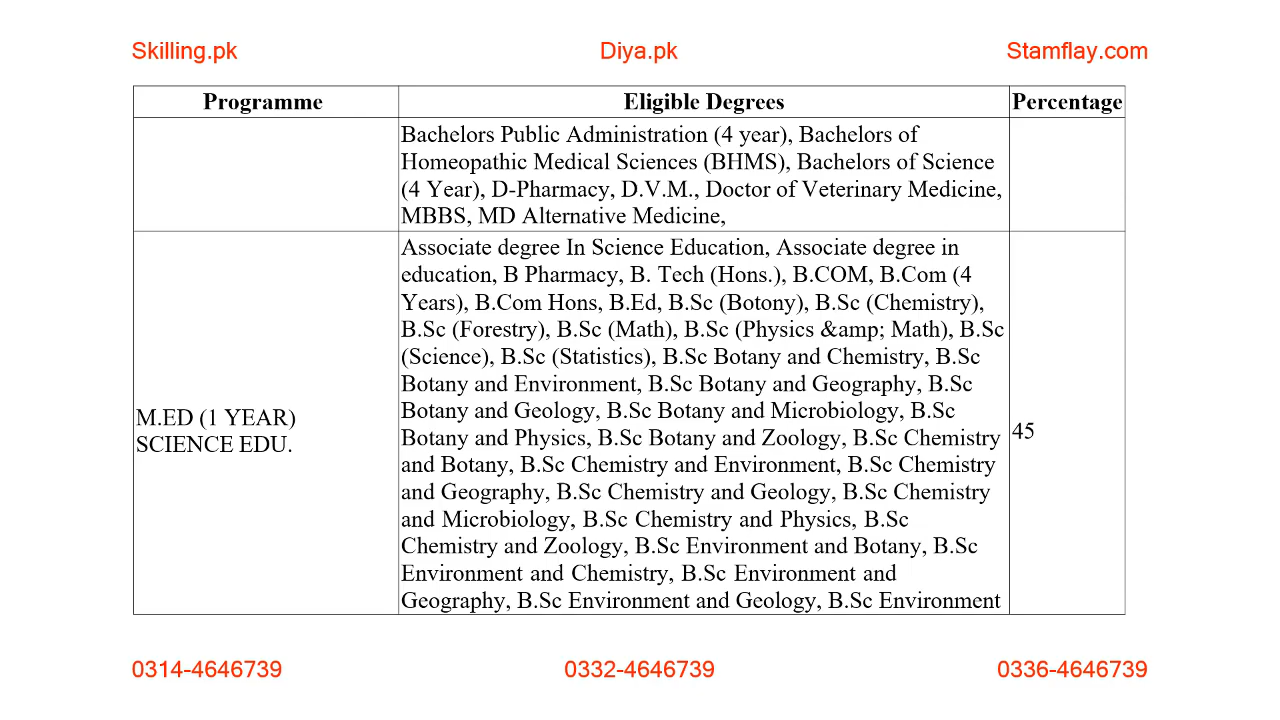 Skilling.pk Diya.pk Stamflay.com
Programme Eligible Degrees Percentage
Bachelors Public Administration (4 year), Bachelors of
Homeopathic Medical Sciences (BHMS), Bachelors of Science
(4 Year), D-Pharmacy, D.V.M., Doctor of Veterinary Medicine,
MBBS, MD Alternative Medicine,
M.ED (1 YEAR)
SCIENCE EDU.
Associate degree In Science Education, Associate degree in
education, B Pharmacy, B. Tech (Hons.), B.COM, B.Com (4
Years), B.Com Hons, B.Ed, B.Sc (Botony), B.Sc (Chemistry),
B.Sc (Forestry), B.Sc (Math), B.Sc (Physics &amp; Math), B.Sc
(Science), B.Sc (Statistics), B.Sc Botany and Chemistry, B.Sc
Botany and Environment, B.Sc Botany and Geography, B.Sc
Botany and Geology, B.Sc Botany and Microbiology, B.Sc
Botany and Physics, B.Sc Botany and Zoology, B.Sc Chemistry
and Botany, B.Sc Chemistry and Environment, B.Sc Chemistry
and Geography, B.Sc Chemistry and Geology, B.Sc Chemistry
and Microbiology, B.Sc Chemistry and Physics, B.Sc
Chemistry and Zoology, B.Sc Environment and Botany, B.Sc
Environment and Chemistry, B.Sc Environment and
Geography, B.Sc Environment and Geology, B.Sc Environment
45
0314-4646739 0332-4646739 0336-4646739